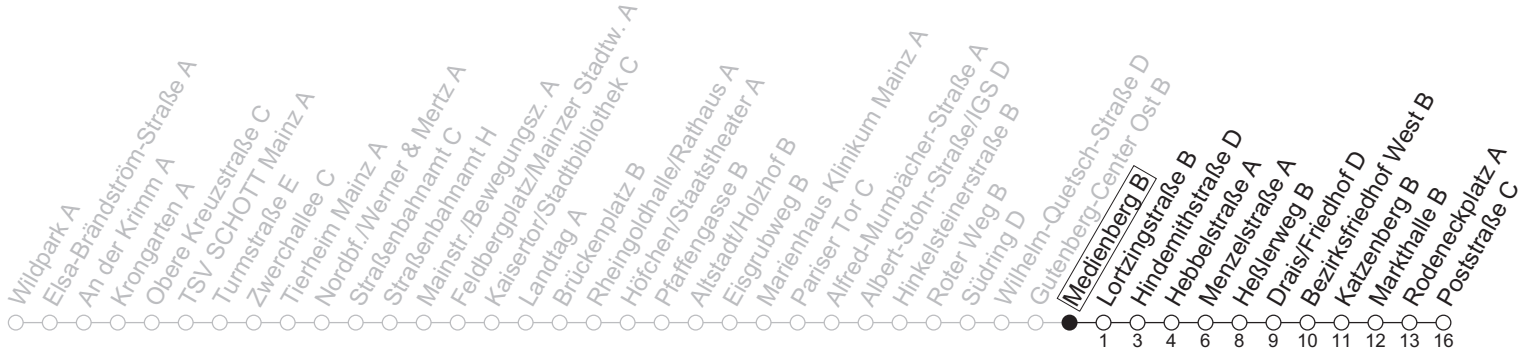 Wildpark A
Elsa-Brändström-Straße A
An der Krimm A
Krongarten A
Obere Kreuzstraße C
TSV SCHOTT Mainz A
Turmstraße E
Zwerchallee C
Tierheim Mainz A
Nordbf./Werner & Mertz A
Straßenbahnamt C
Straßenbahnamt H
Mainstr./Bewegungsz. A
Feldbergplatz/Mainzer Stadtw. A
Kaisertor/Stadtbibliothek C
Landtag A
Brückenplatz B
Rheingoldhalle/Rathaus A
Höfchen/Staatstheater A
Pfaffengasse B
Altstadt/Holzhof B
Eisgrubweg B
Marienhaus Klinikum Mainz A
Pariser Tor C
Alfred-Mumbächer-Straße A
Albert-Stohr-Straße/IGS D
Hinkelsteinerstraße B
Roter Weg B
Südring D
Wilhelm-Quetsch-Straße D
Gutenberg-Center Ost B
Medienberg B
Lortzingstraße B
Hindemithstraße D
Hebbelstraße A
Menzelstraße A
Heßlerweg B
Drais/Friedhof D
Bezirksfriedhof West B
Katzenberg B
Markthalle B
Rodeneckplatz A
Poststraße C
1 3 4 6 8 9 10 11 12 13 16